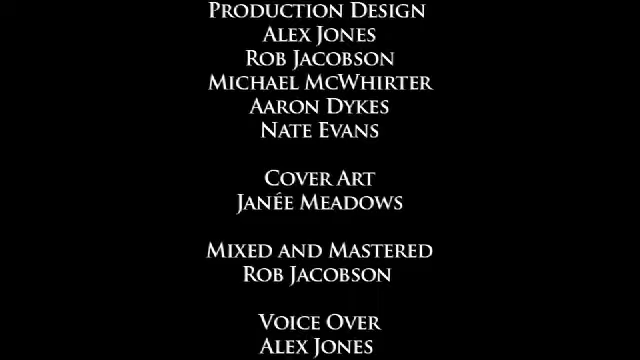 Production Design
Alex Jones
Rob Jacobson
Michael McWhirter
Aaron Dykes
Nate Evans
Cover Art
Janée Meadows
Mixed and Mastered
Rob Jacobson
Voice Over
Alex Jones